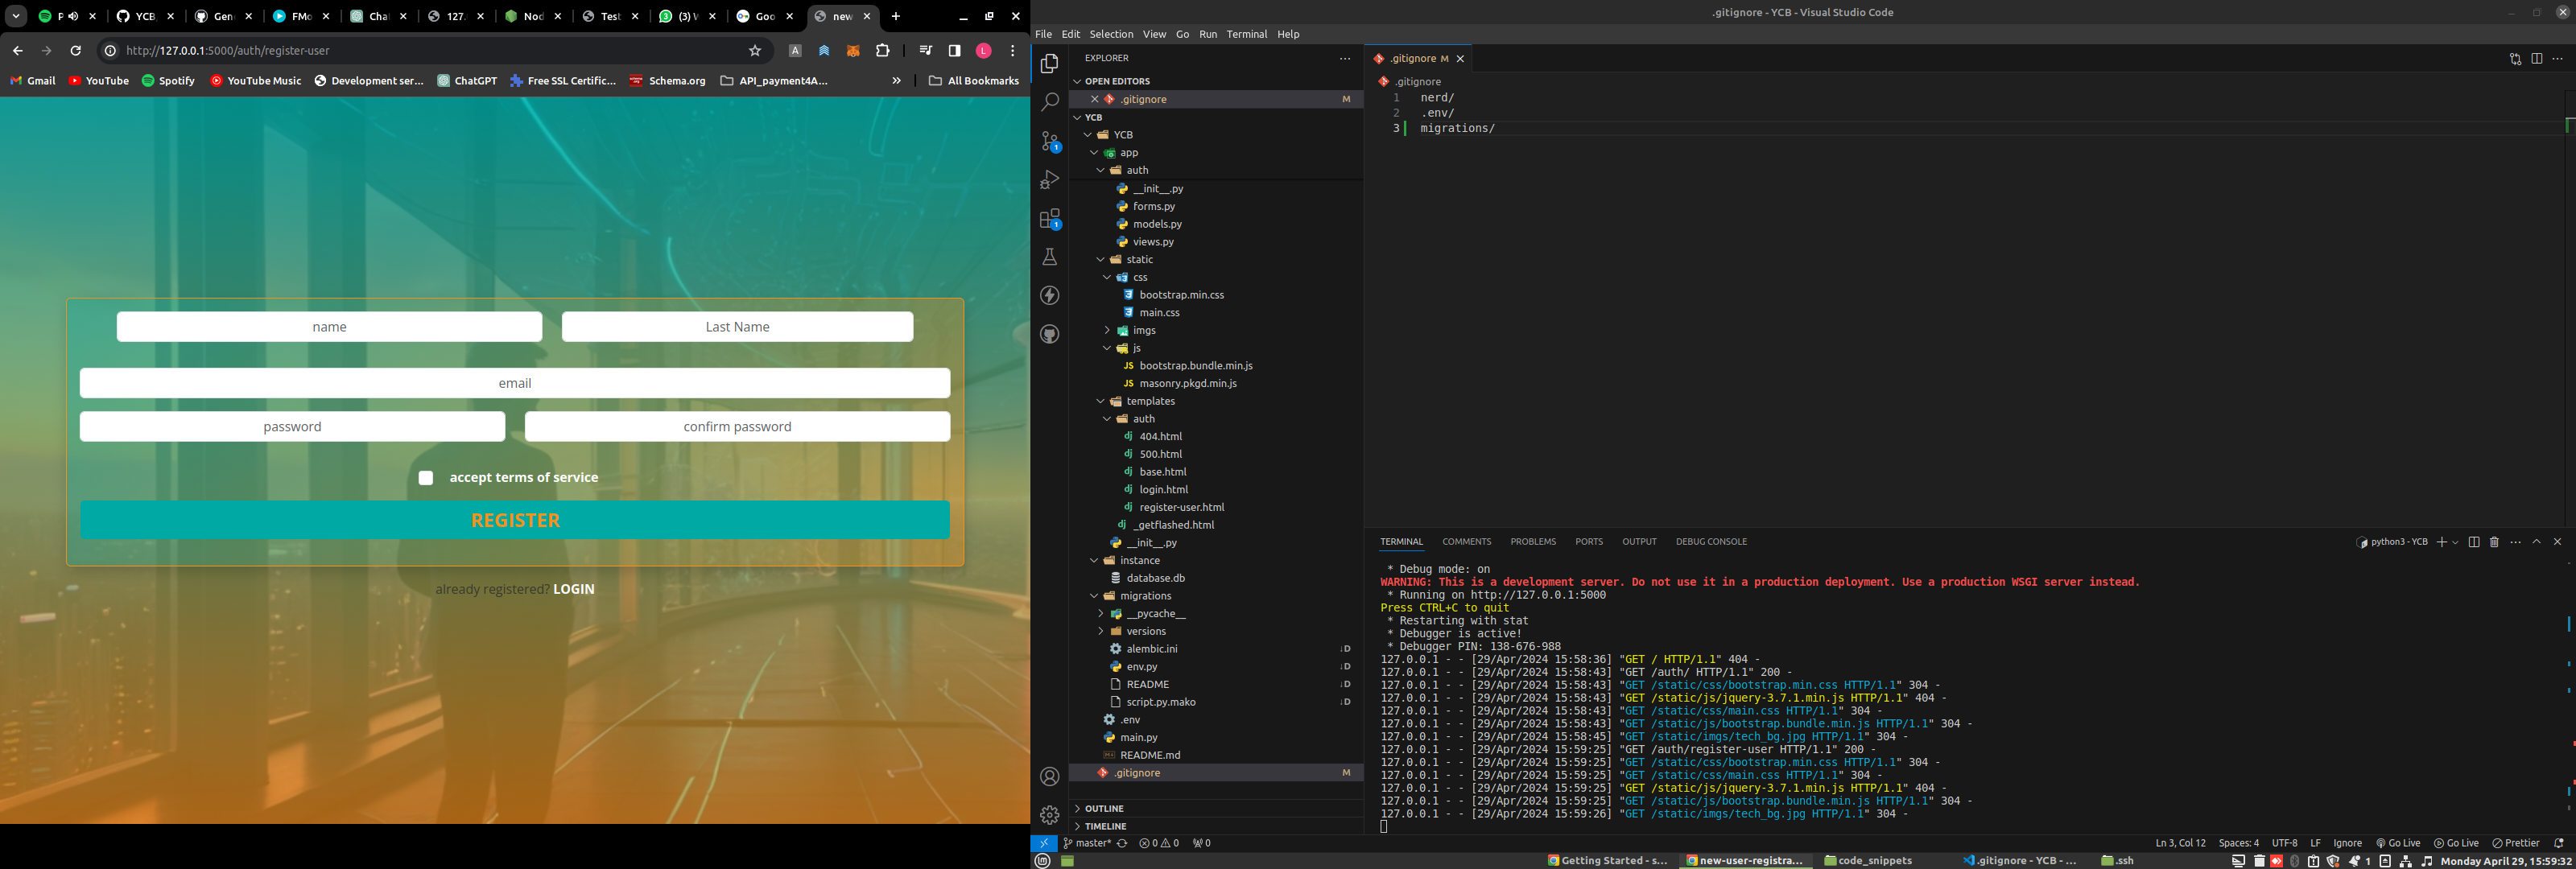 P
YCB,
Gen
FMo
Cha
127.
Nod
Test
(3) W
Goo
new
http://127.0.0.1:5000/auth/register-user
Gmail
YouTube
Spotify
YouTube Music
Development ser...
ChatGPT
Free SSL Certific...
Schema.org
API_payment4A...
»
All Bookmarks
name
Last Name
email
password
confirm password
accept terms of service
REGISTER
already registered? LOGIN
.gitignore - YCB - Visual Studio Code
File Edit Selection View Go Run Terminal Help
EXPLORER
OPEN EDITORS
.gitignore M
YCB
YCB
app
auth
__init__.py
forms.py
models.py
views.py
static
css
bootstrap.min.css
main.css
imgs
js
JS bootstrap.bundle.min.js
JS masonry.pkgd.min.js
templates
auth
dj 404.html
dj 500.html
dj base.html
dj login.html
dj register-user.html
dj _getflashed.html
__init__.py
instance
database.db
migrations
__pycache__
versions
alembic.ini ↓D
env.py ↓D
README ↓D
script.py.mako ↓D
.env
main.py
README.md
.gitignore M
OUTLINE
TIMELINE
.gitignore M
.gitignore
1 nerd/
2 .env/
3 migrations/
TERMINAL COMMENTS PROBLEMS PORTS OUTPUT DEBUG CONSOLE
python3 - YCB
* Debug mode: on
WARNING: This is a development server. Do not use it in a production deployment. Use a production WSGI server instead.
* Running on http://127.0.0.1:5000
Press CTRL+C to quit
* Restarting with stat
* Debugger is active!
* Debugger PIN: 138-676-988
127.0.0.1 - - [29/Apr/2024 15:58:36] "GET / HTTP/1.1" 404 -
127.0.0.1 - - [29/Apr/2024 15:58:43] "GET /auth/ HTTP/1.1" 200 -
127.0.0.1 - - [29/Apr/2024 15:58:43] "GET /static/css/bootstrap.min.css HTTP/1.1" 304 -
127.0.0.1 - - [29/Apr/2024 15:58:43] "GET /static/js/jquery-3.7.1.min.js HTTP/1.1" 404 -
127.0.0.1 - - [29/Apr/2024 15:58:43] "GET /static/css/main.css HTTP/1.1" 304 -
127.0.0.1 - - [29/Apr/2024 15:58:43] "GET /static/js/bootstrap.bundle.min.js HTTP/1.1" 304 -
127.0.0.1 - - [29/Apr/2024 15:58:45] "GET /static/imgs/tech_bg.jpg HTTP/1.1" 304 -
127.0.0.1 - - [29/Apr/2024 15:59:25] "GET /auth/register-user HTTP/1.1" 200 -
127.0.0.1 - - [29/Apr/2024 15:59:25] "GET /static/css/bootstrap.min.css HTTP/1.1" 304 -
127.0.0.1 - - [29/Apr/2024 15:59:25] "GET /static/css/main.css HTTP/1.1" 304 -
127.0.0.1 - - [29/Apr/2024 15:59:25] "GET /static/js/jquery-3.7.1.min.js HTTP/1.1" 404 -
127.0.0.1 - - [29/Apr/2024 15:59:25] "GET /static/js/bootstrap.bundle.min.js HTTP/1.1" 304 -
127.0.0.1 - - [29/Apr/2024 15:59:26] "GET /static/imgs/tech_bg.jpg HTTP/1.1" 304 -
master* 0 0 0
Ln 3, Col 12 Spaces: 4 UTF-8 LF Ignore Go Live Go Live Prettier
Getting Started - s...
new-user-registra...
code_snippets
.gitignore - YCB - ...
.ssh
1
Monday April 29, 15:59:32